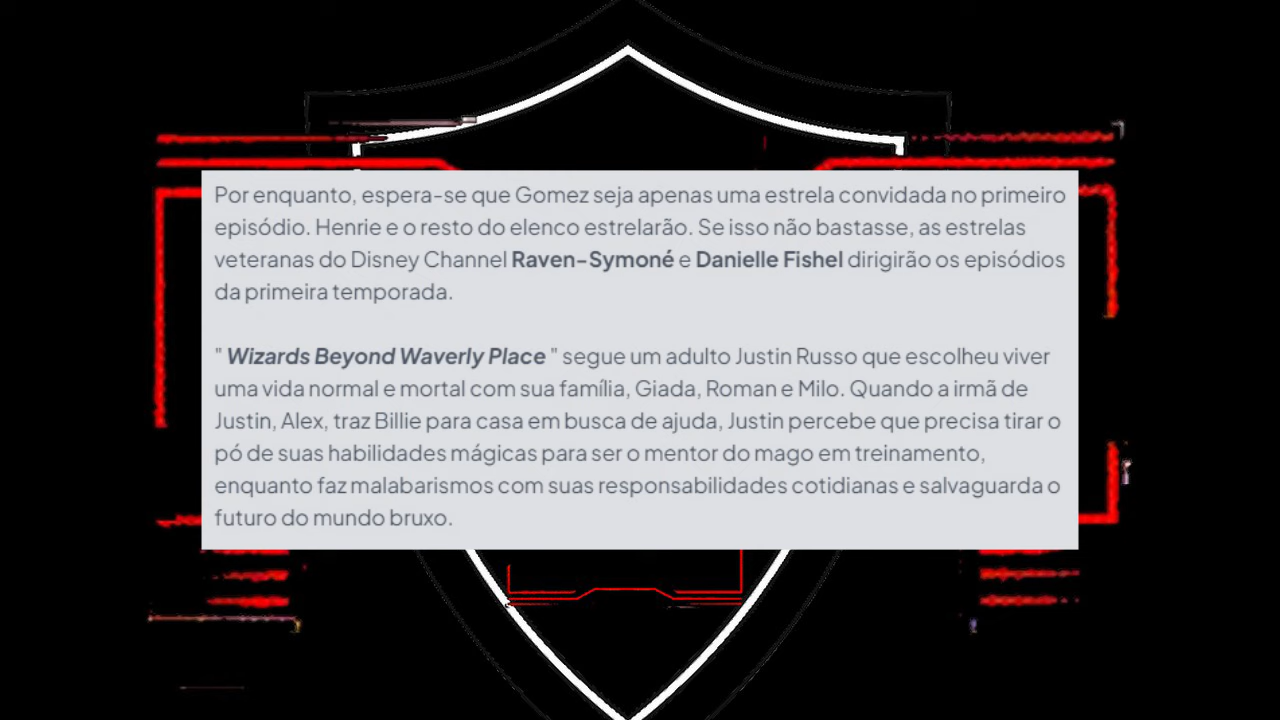 Por enquanto, espera-se que Gomez seja apenas uma estrela convidada no primeiro
episódio. Henrie e o resto do elenco estrelarão. Se isso não bastasse, as estrelas
veteranas do Disney Channel Raven-Symoné e Danielle Fishel dirigirão os episódios
da primeira temporada.
" Wizards Beyond Waverly Place " segue um adulto Justin Russo que escolheu viver
uma vida normal e mortal com sua família, Giada, Roman e Milo. Quando a irmã de
Justin, Alex, traz Billie para casa em busca de ajuda, Justin percebe que precisa tirar o
pó de suas habilidades mágicas para ser o mentor do mago em treinamento,
enquanto faz malabarismos com suas responsabilidades cotidianas e salvaguarda o
futuro do mundo bruxo.